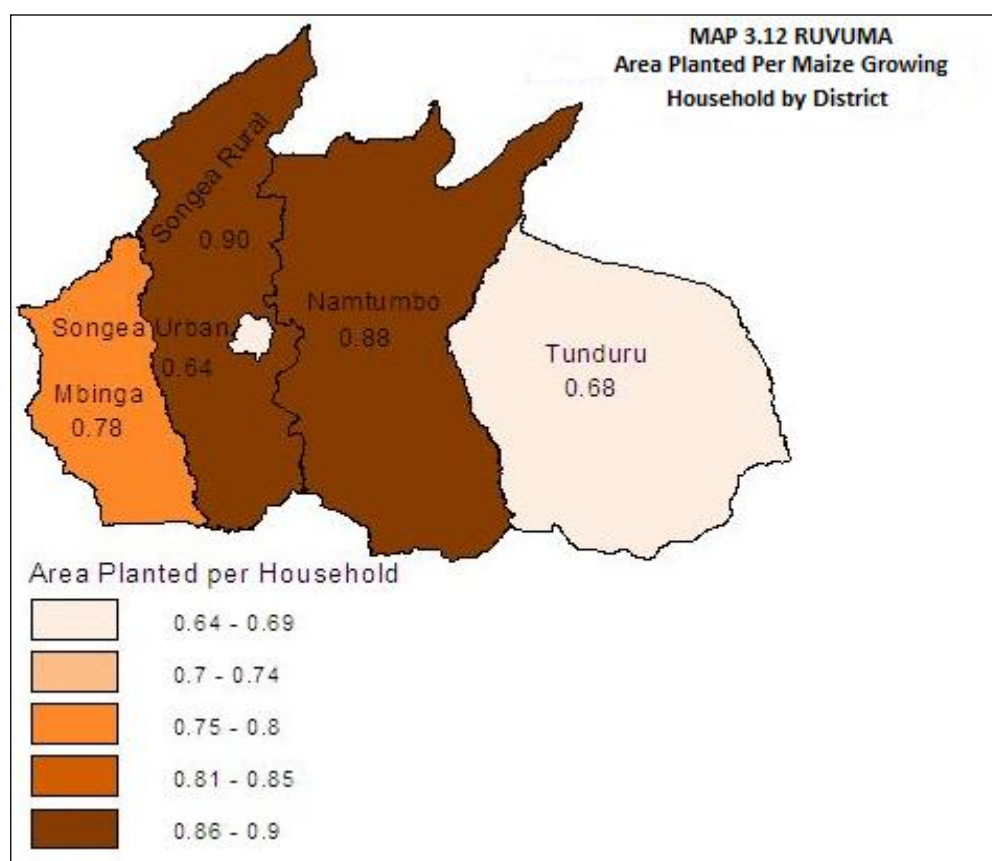 MAP 3.12 RUVUMA
Area Planted Per Maize Growing
Household by District
Songea Rural
0.90
Namtumbo
0.88
Songea Urban
0.64
Tunduru
0.68
Mbinga
0.78
Area Planted per Household
0.64 - 0.69
0.7 - 0.74
0.75 - 0.8
0.81 - 0.85
0.86 - 0.9